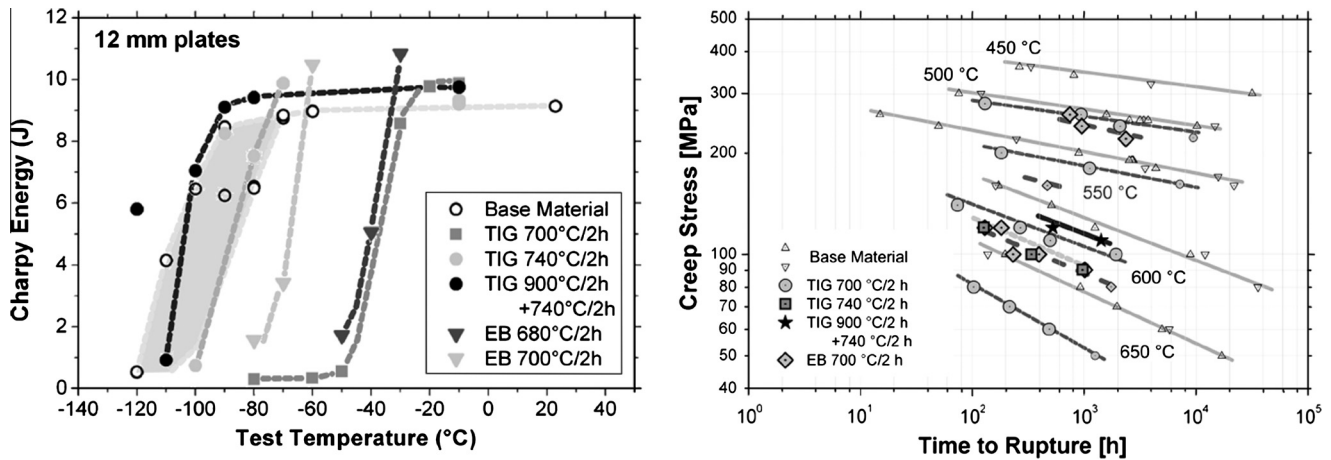 12 mm plates
Charpy Energy (J)
12
10
8
6
4
2
0
-140 -120 -100 -80 -60 -40 -20 0 20 40
Test Temperature (°C)
Base Material
TIG 700°C/2h
TIG 740°C/2h
TIG 900°C/2h
+740°C/2h
EB 680°C/2h
EB 700°C/2h
Creep Stress [MPa]
500
400
300
200
100
90
80
70
60
50
40
10⁰ 10¹ 10² 10³ 10⁴ 10⁵
Time to Rupture [h]
450 °C
500 °C
550 °C
600 °C
650 °C
Base Material
TIG 700 °C/2 h
TIG 740 °C/2 h
TIG 900 °C/2 h
+740 °C/2 h
EB 700 °C/2 h